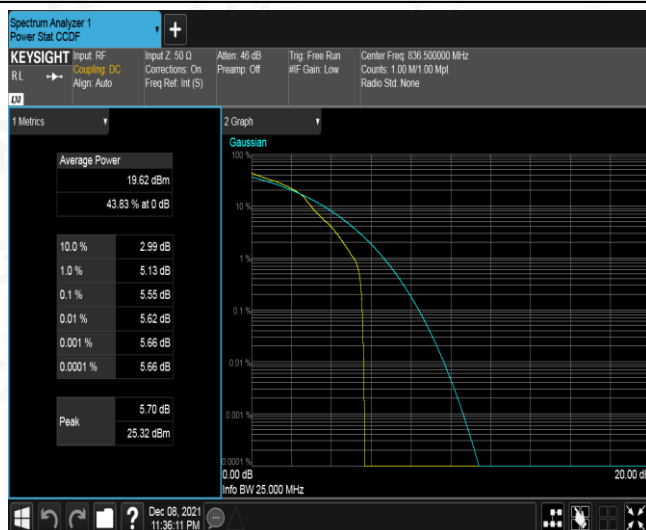 Spectrum Analyzer 1
Power Stat CCDF
+
KEYSIGHT
RL
Input: RF
Coupling: DC
Align: Auto
Input Z: 50 Ω
Corrections: On
Freq Ref: Int (S)
Atten: 46 dB
Preamp: Off
Trig: Free Run
#IF Gain: Low
Center Freq: 836.500000 MHz
Counts: 1.00 M/1.00 Mpt
Radio Std: None
1 Metrics
Average Power
19.62 dBm
43.83 % at 0 dB
10.0 % 2.99 dB
1.0 % 5.13 dB
0.1 % 5.55 dB
0.01 % 5.62 dB
0.001 % 5.66 dB
0.0001 % 5.66 dB
Peak
5.70 dB
25.32 dBm
2 Graph
Gaussian
100 %
10 %
1 %
0.1 %
0.01 %
0.001 %
0.0001 %
0.00 dB
20.00 dB
Info BW 25.000 MHz
?
Dec 08, 2021
11:36:11 PM